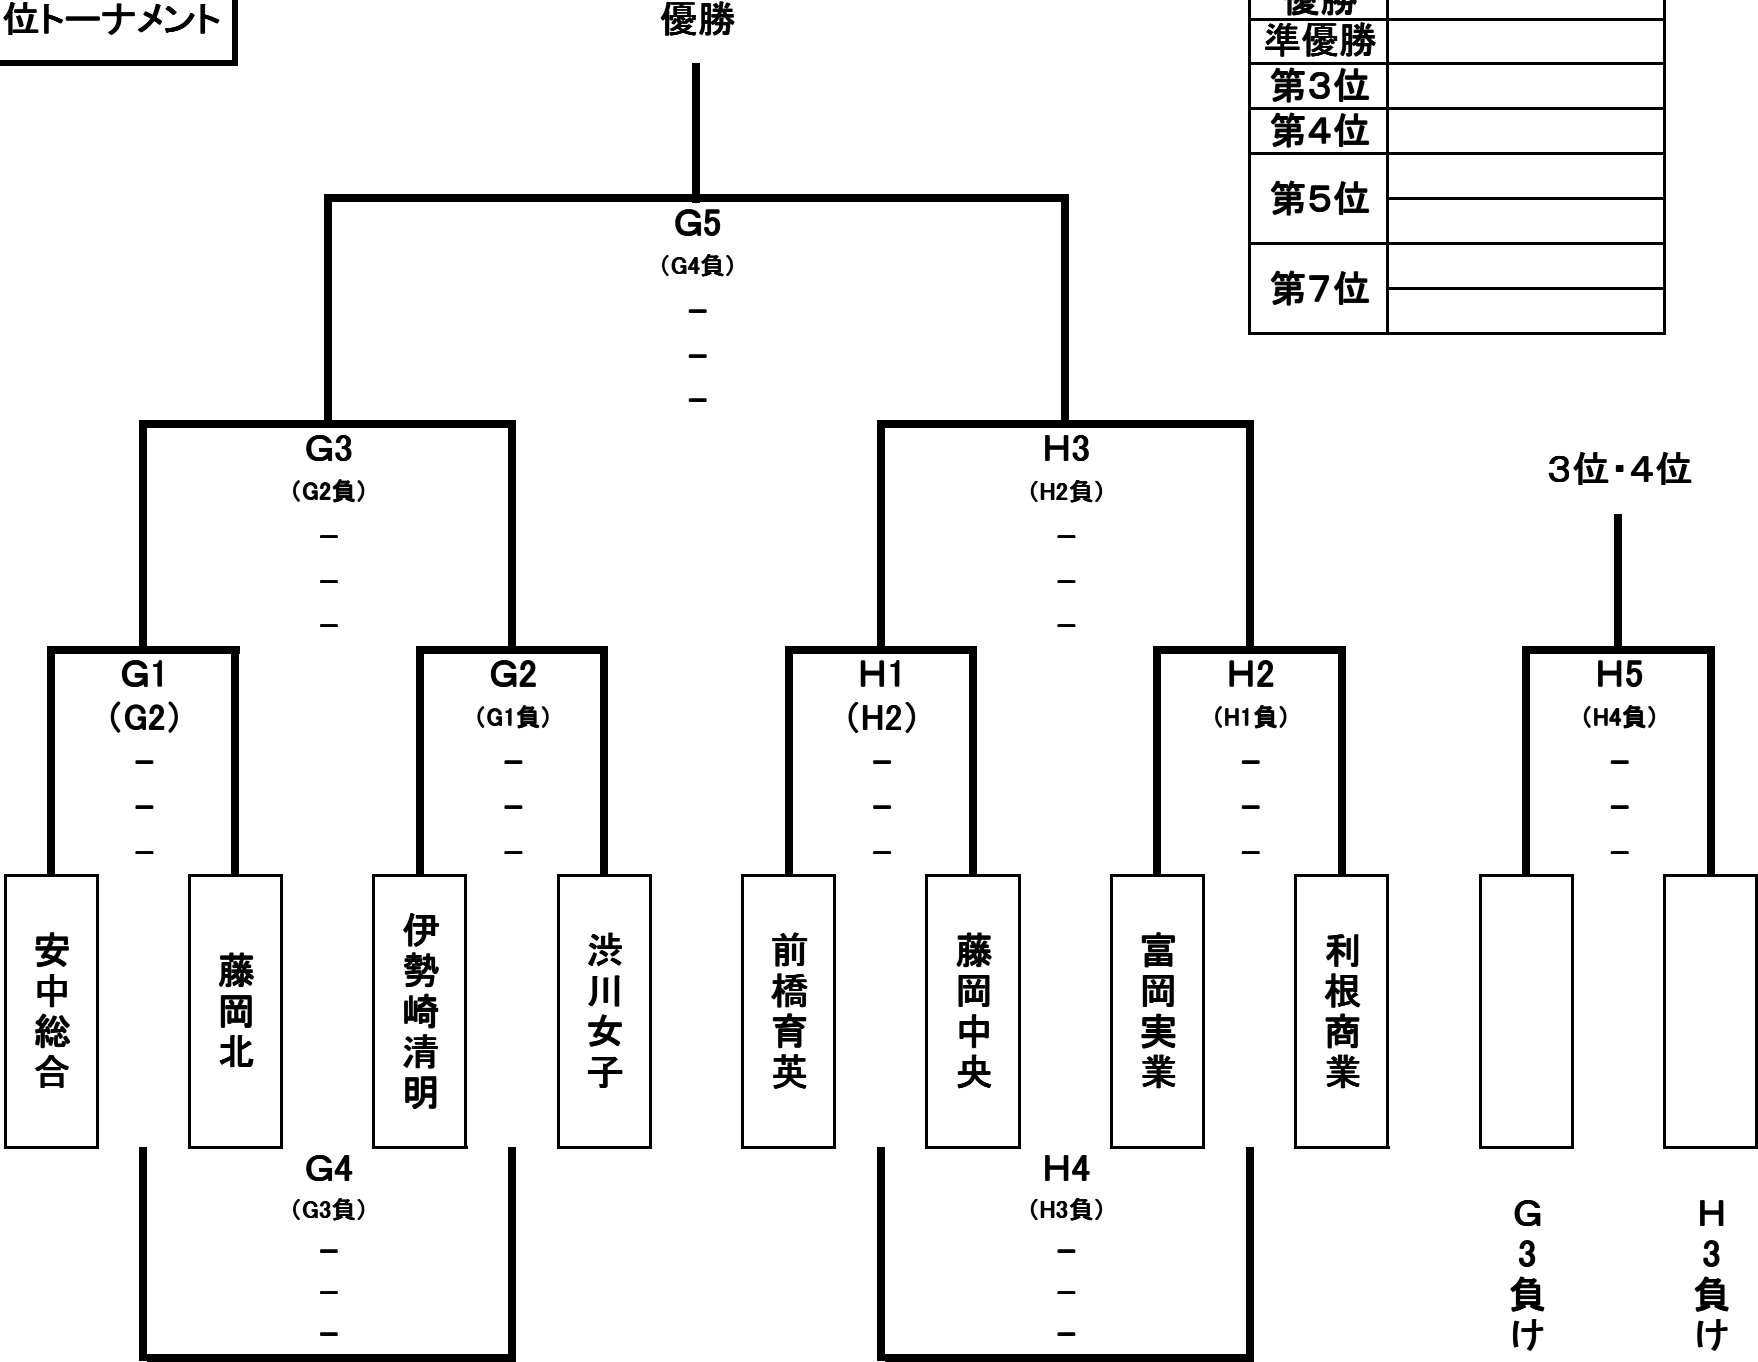 位トーナメント
優勝
優勝
準優勝
第3位
第4位
第5位
第7位
G5
(G4負)
-
-
-
G3
(G2負)
-
-
-
H3
(H2負)
-
-
-
3位・4位
G1
(G2)
-
-
-
G2
(G1負)
-
-
-
H1
(H2)
-
-
-
H2
(H1負)
-
-
-
H5
(H4負)
-
-
-
安中総合
藤岡北
伊勢崎清明
渋川女子
前橋育英
藤岡中央
富岡実業
利根商業
G4
(G3負)
-
-
-
H4
(H3負)
-
-
-
G3負け
H3負け